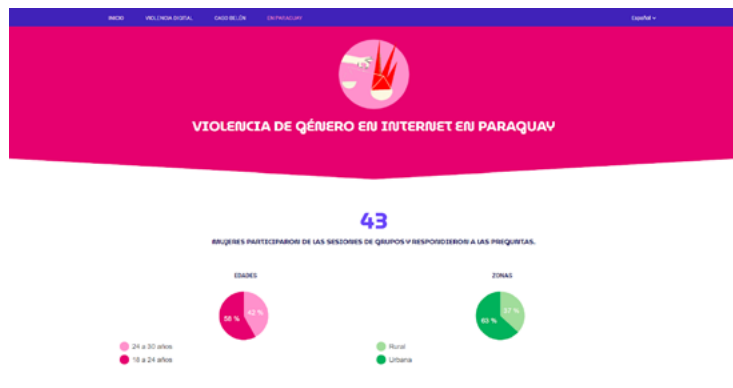 INICIO VIOLENCIA DIGITAL CASO BELÉN EN PARAGUAY Español
VIOLENCIA DE GÉNERO EN INTERNET EN PARAGUAY
43
MUJERES PARTICIPARON DE LAS SESIONES DE GRUPOS Y RESPONDIERON A LAS PREGUNTAS.
EDADES
58 % 42 %
24 a 30 años
18 a 24 años
ZONAS
63 % 37 %
Rural
Urbana